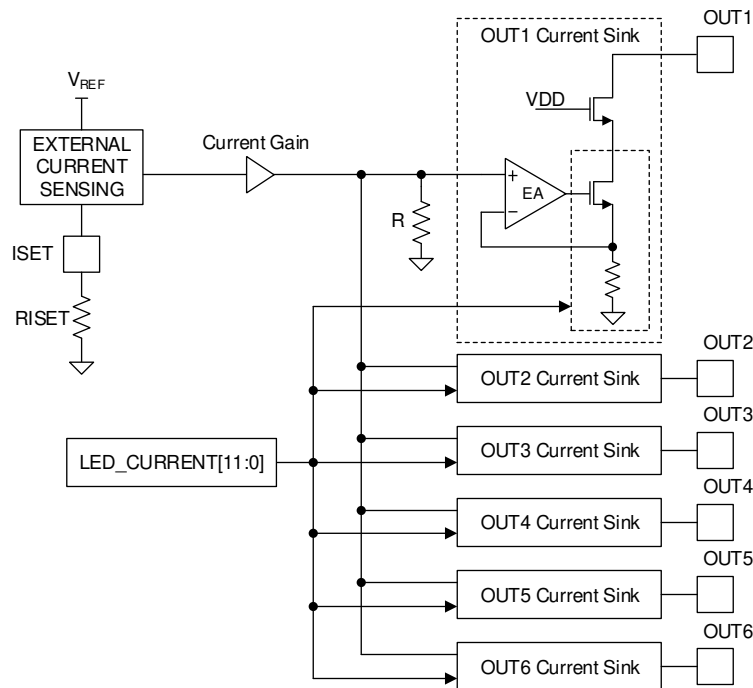 OUT1
OUT1 Current Sink
VREF
VDD
EXTERNAL
CURRENT
SENSING
Current Gain
+
EA
−
R
ISET
RISET
OUT2
OUT2 Current Sink
OUT3
OUT3 Current Sink
LED_CURRENT[11:0]
OUT4
OUT4 Current Sink
OUT5
OUT5 Current Sink
OUT6
OUT6 Current Sink